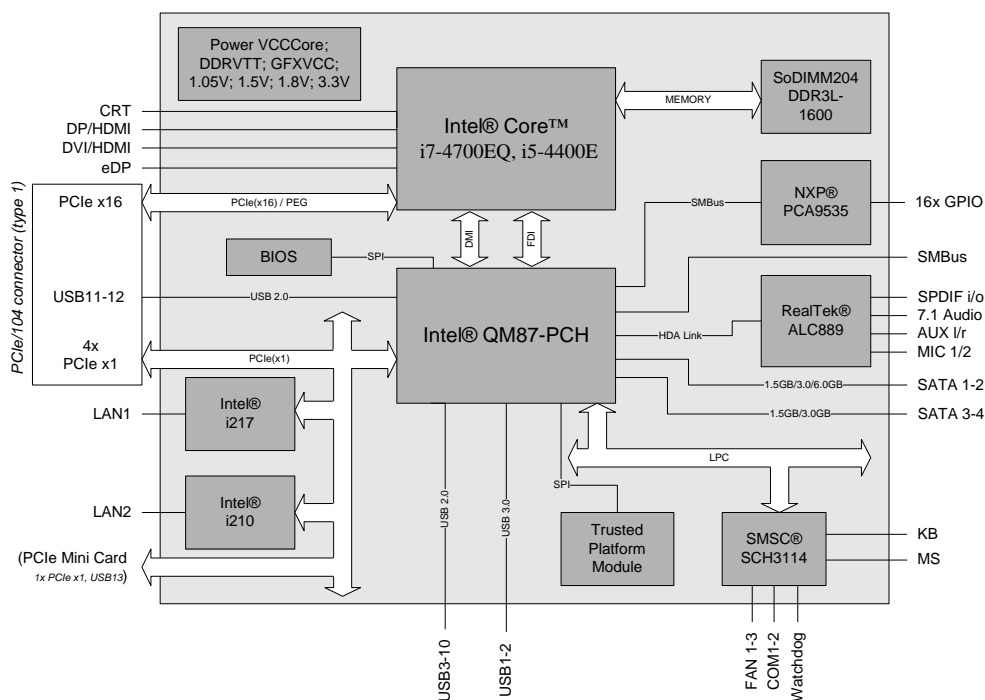 Power VCCCore;
DDRVTT; GFXVCC;
1.05V; 1.5V; 1.8V; 3.3V
Intel® Core™
i7-4700EQ, i5-4400E
MEMORY
SoDIMM204
DDR3L-
1600
CRT
DP/HDMI
DVI/HDMI
eDP
PCIe/104 connector (type 1)
PCIe x16
PCIe(x16) / PEG
NXP®
PCA9535
SMBus
16x GPIO
DMI
FDI
BIOS
SPI
SMBus
USB11-12
USB 2.0
Intel® QM87-PCH
HDA Link
RealTek®
ALC889
SPDIF i/o
7.1 Audio
AUX l/r
MIC 1/2
4x
PCIe x1
PCIe(x1)
1.5GB/3.0/6.0GB
SATA 1-2
1.5GB/3.0GB
SATA 3-4
LAN1
Intel®
i217
LPC
LAN2
Intel®
i210
USB 2.0
USB 3.0
SPI
Trusted
Platform
Module
SMSC®
SCH3114
KB
MS
(PCIe Mini Card
1x PCIe x1, USB13)
USB3-10
USB1-2
FAN 1-3
COM1-2
Watchdog